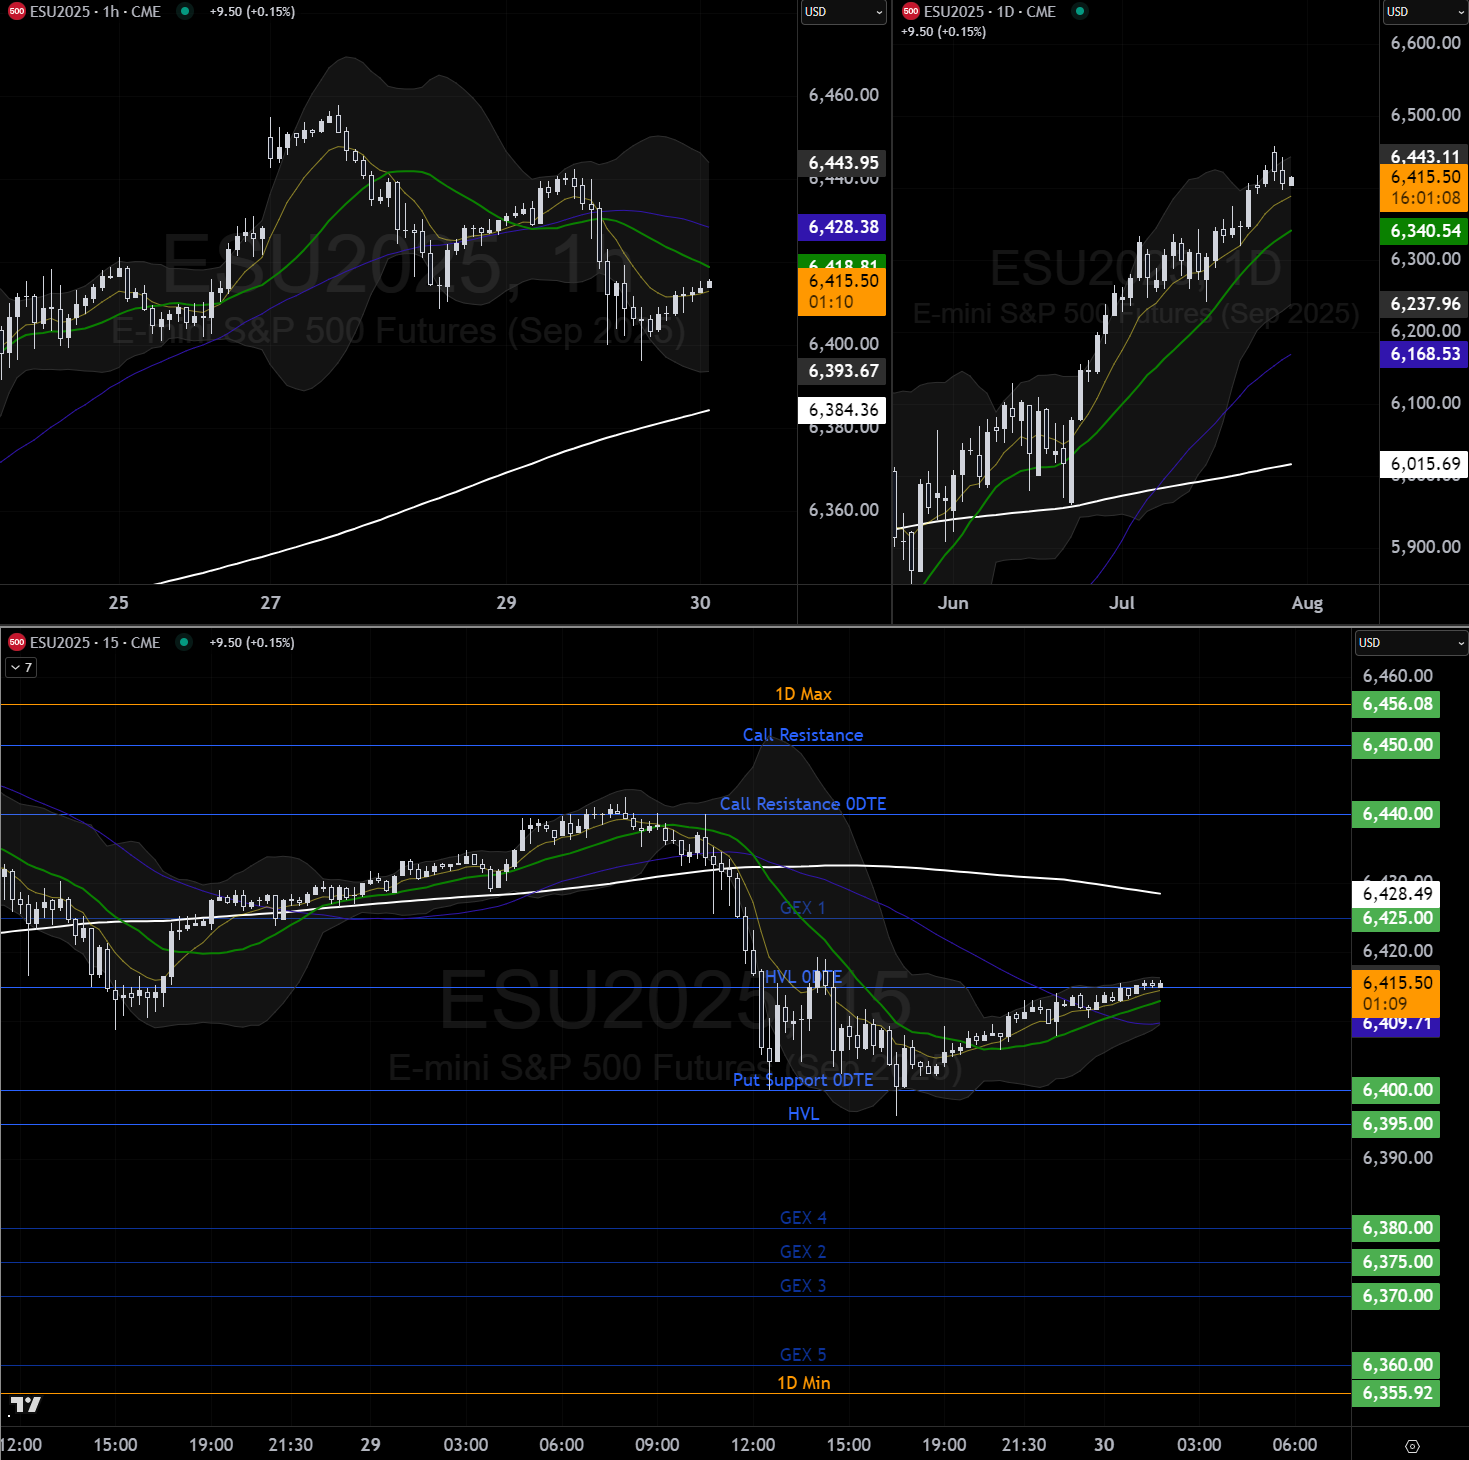 500 ESU2025 · 1h · CME +9.50 (+0.15%)
USD
6,460.00
6,443.95
6,440.00
6,428.38
6,418.81
6,415.50
01:10
6,400.00
6,393.67
6,384.36
6,380.00
6,360.00
ESU2025, 1h
E-mini S&P 500 Futures (Sep 2025)
25 27 29 30
500 ESU2025 · 1D · CME
+9.50 (+0.15%)
USD
6,600.00
6,500.00
6,443.11
6,415.50
16:01:08
6,340.54
6,300.00
6,237.96
6,200.00
6,168.53
6,100.00
6,015.69
5,900.00
ESU2025, 1D
E-mini S&P 500 Futures (Sep 2025)
Jun Jul Aug
500 ESU2025 · 15 · CME +9.50 (+0.15%)
7
USD
6,460.00
1D Max
6,456.08
Call Resistance
6,450.00
Call Resistance 0DTE
6,440.00
6,430.00
6,428.49
GEX 1
6,425.00
6,420.00
HVL 0DTE
6,415.50
01:09
6,409.71
ESU2025, 15
E-mini S&P 500 Futures (Sep 2025)
Put Support 0DTE
6,400.00
HVL
6,395.00
6,390.00
GEX 4
6,380.00
GEX 2
6,375.00
GEX 3
6,370.00
GEX 5
6,360.00
1D Min
6,355.92
12:00 15:00 19:00 21:30 29 03:00 06:00 09:00 12:00 15:00 19:00 21:30 30 03:00 06:00